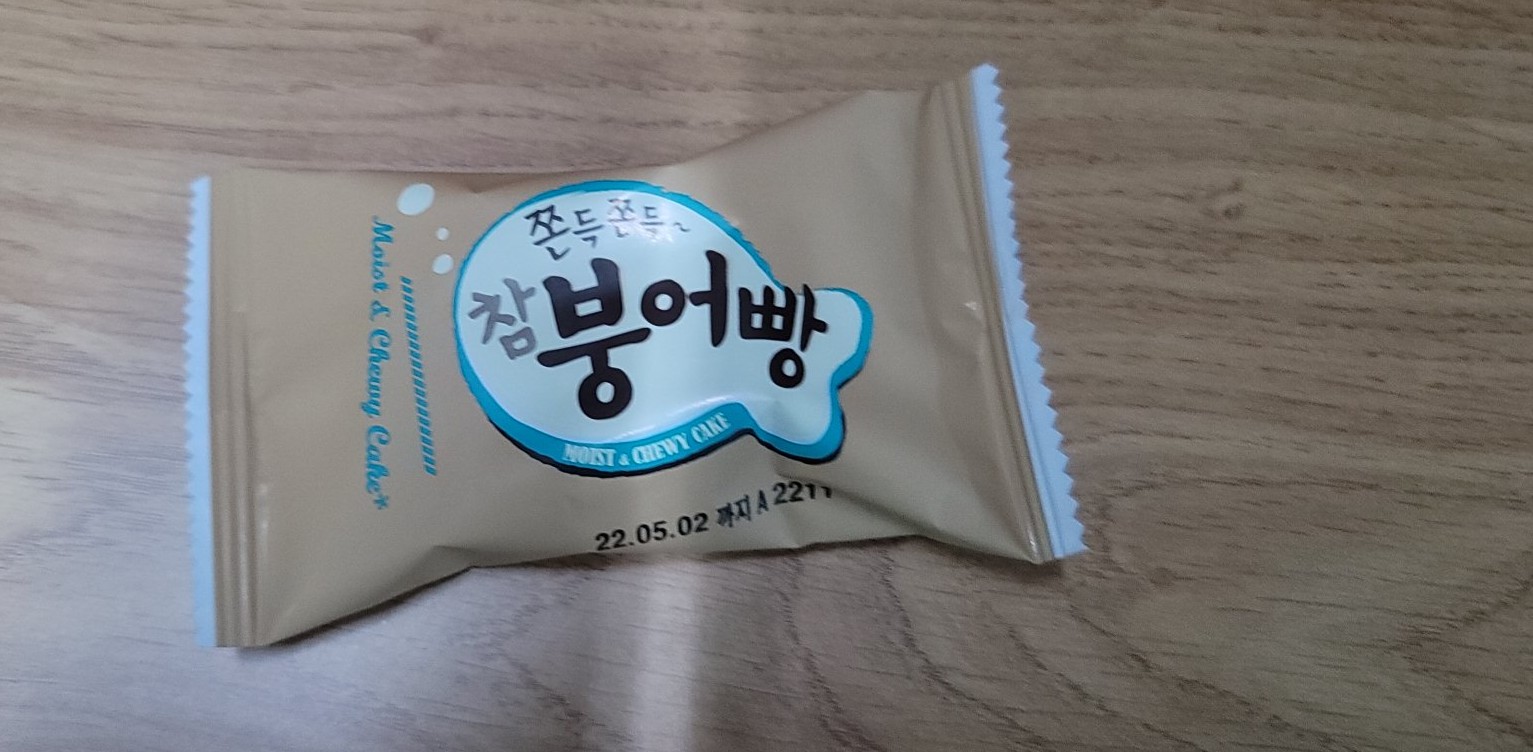 쫀득쫀득~
참붕어빵
MOIST & CHEWY CAKE
Moist & Chewy Cake*
22.05.02 까지 A 2211